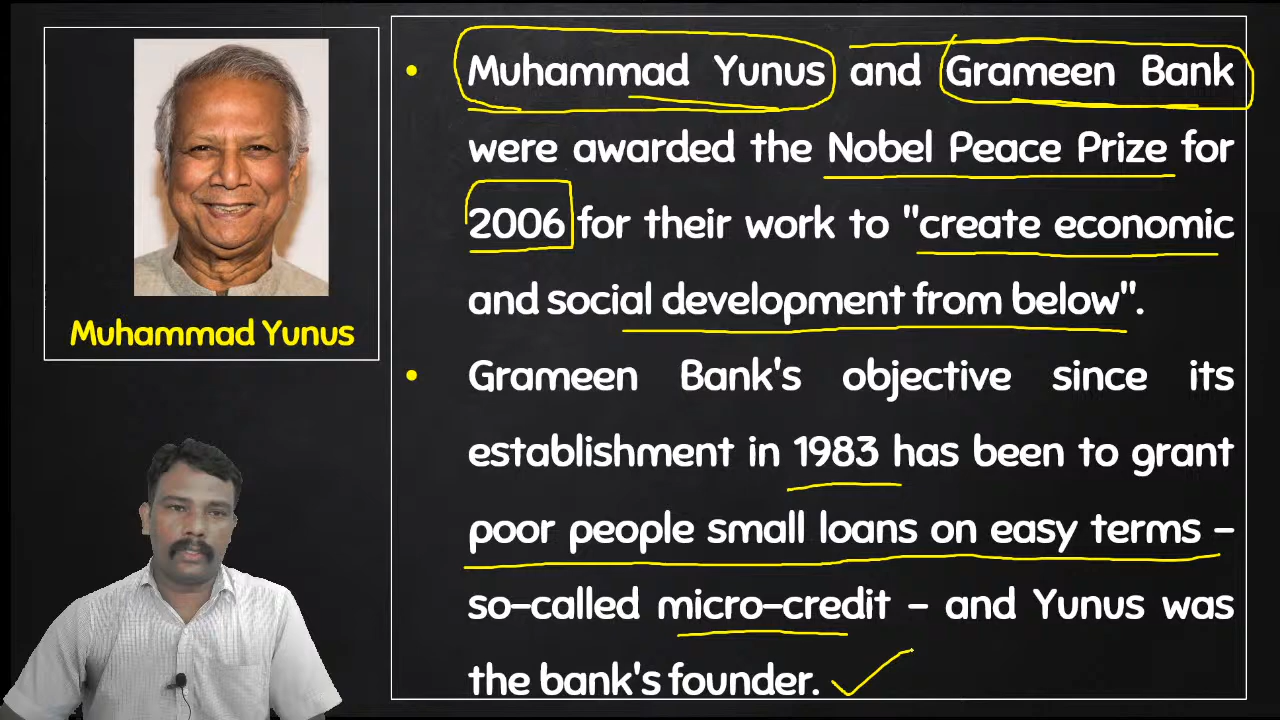 Muhammad Yunus
• Muhammad Yunus and Grameen Bank
were awarded the Nobel Peace Prize for
2006 for their work to "create economic
and social development from below".
• Grameen Bank's objective since its
establishment in 1983 has been to grant
poor people small loans on easy terms –
so-called micro-credit – and Yunus was
the bank's founder.